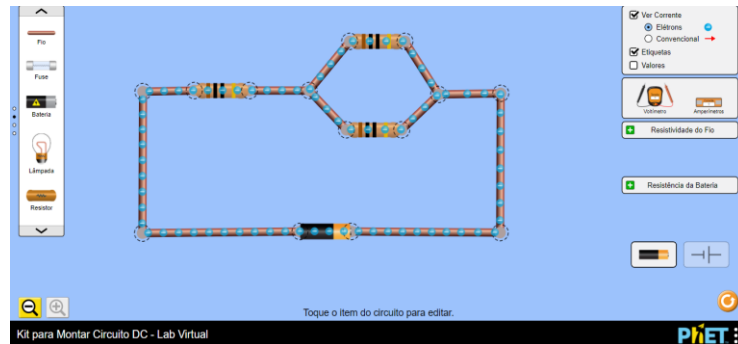 Fio
Fuse
Bateria
Lâmpada
Resistor
Ver Corrente
Elétrons
Convencional
Etiquetas
Valores
Voltímetro
Amperímetros
Resistividade do Fio
Resistência da Bateria
Toque o item do circuito para editar.
Kit para Montar Circuito DC - Lab Virtual
PhET